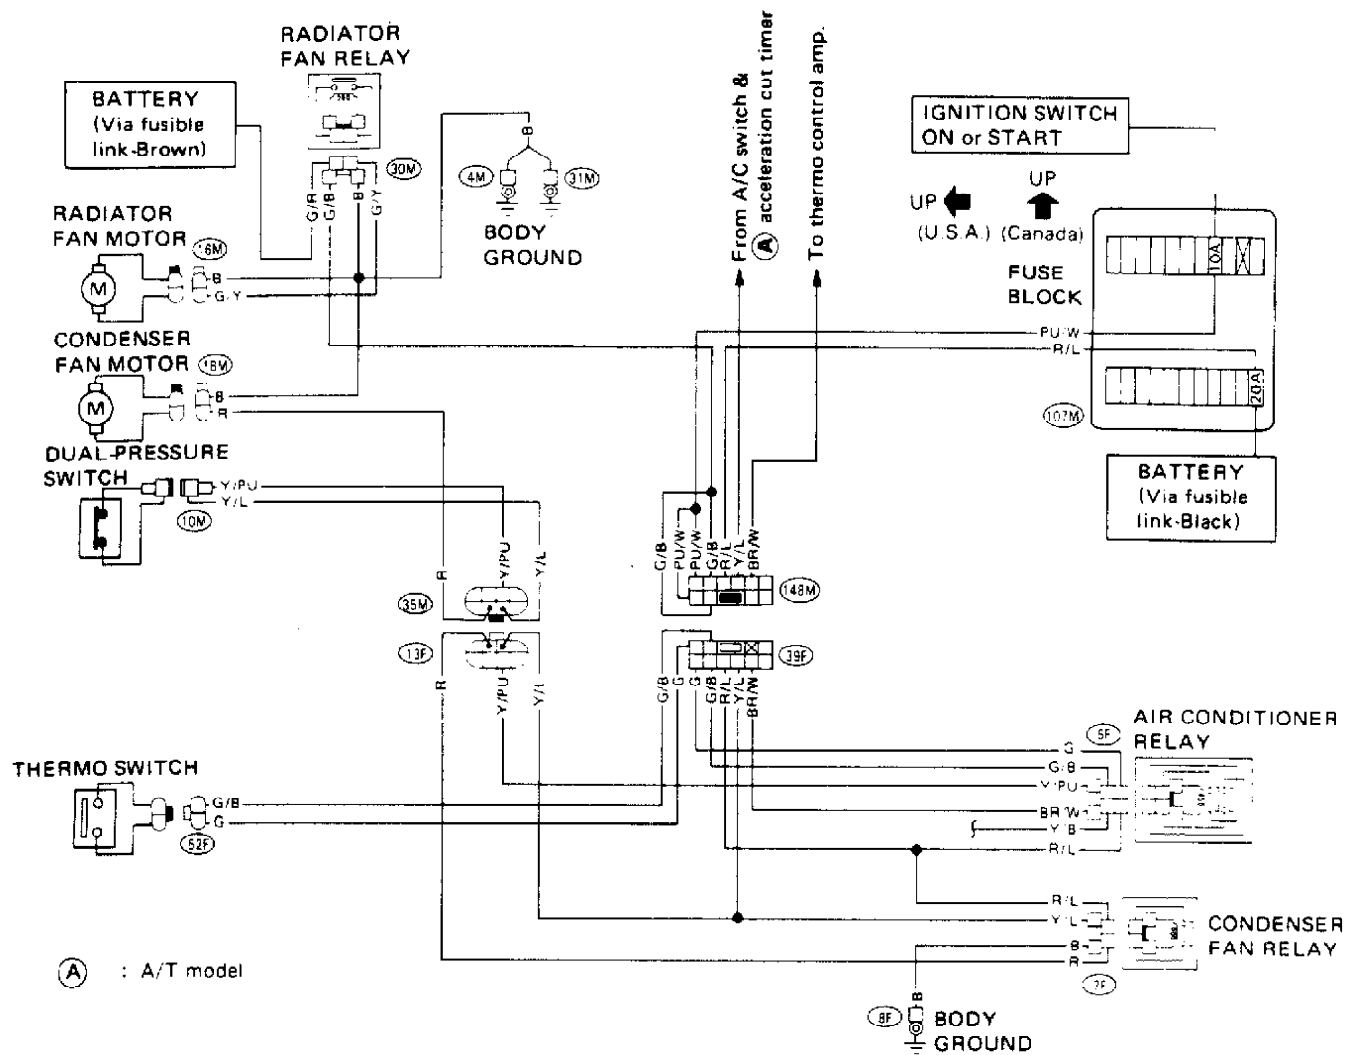 RADIATOR
FAN RELAY
BATTERY
(Via fusible
link-Brown)
30M
G/R
G/B
B
G/Y
B
4M
31M
BODY
GROUND
From A/C switch &
A acceleration cut timer
To thermo control amp.
IGNITION SWITCH
ON or START
UP
UP
(U.S.A.) (Canada)
FUSE
BLOCK
10A
PU/W
R/L
20A
107M
BATTERY
(Via fusible
link-Black)
RADIATOR
FAN MOTOR
16M
M
B
G/Y
CONDENSER
FAN MOTOR
18M
M
B
R
DUAL-PRESSURE
SWITCH
Y/PU
Y/L
10M
R
Y/PU
Y/L
35M
13F
R
Y/PU
Y/L
G/B
PU/W
PU/W
G/B
R/L
Y/L
BR/W
148M
39F
G/B
G
G
G/B
R/L
Y/L
BR/W
THERMO SWITCH
G/B
G
52F
AIR CONDITIONER
RELAY
5F
G
G/B
Y/PU
BR/W
Y/B
R/L
R/L
Y/L
B
R
7F
CONDENSER
FAN RELAY
B
8F
BODY
GROUND
A : A/T model